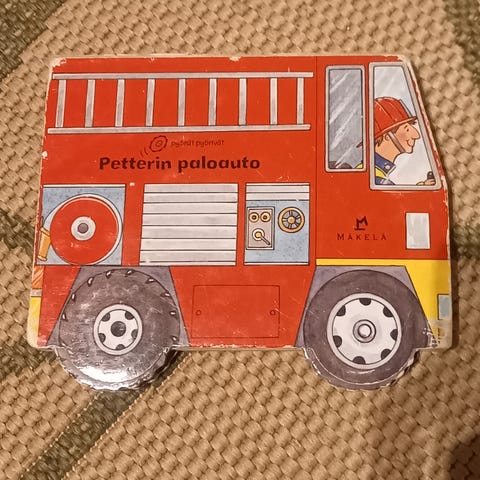 pyörät pyörivät
Petterin paloauto
M
MÄKELÄ